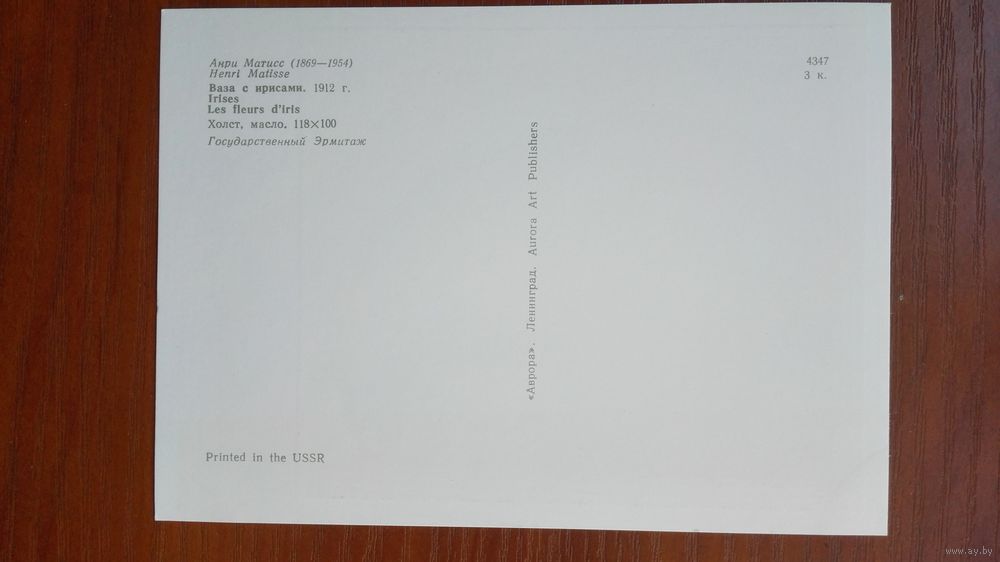 Анри Матисс (1869—1954)
Henri Matisse
Ваза с ирисами. 1912 г.
Irises
Les fleurs d'iris
Холст, масло. 118×100
Государственный Эрмитаж
4347
3 к.
«Аврора». Ленинград. Aurora Art Publishers
Printed in the USSR
www.ay.by